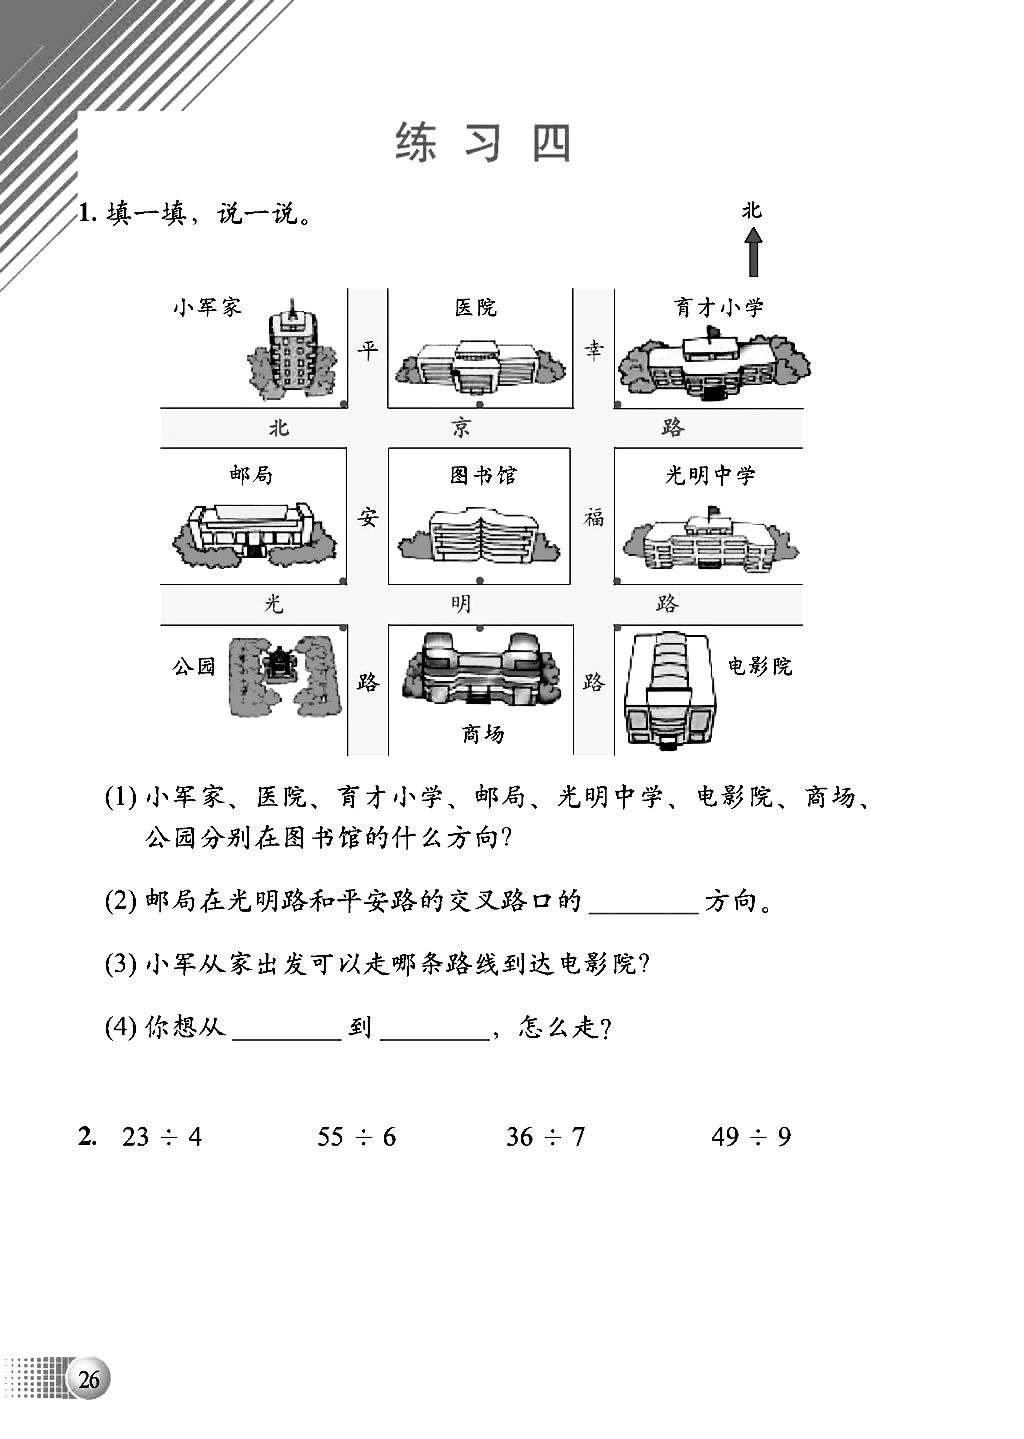 练 习 四
1. 填一填，说一说。
北
小军家
医院
育才小学
平
幸
北 京 路
邮局
图书馆
光明中学
安
福
光 明 路
公园
路
商场
路
电影院
(1) 小军家、医院、育才小学、邮局、光明中学、电影院、商场、
公园分别在图书馆的什么方向？
(2) 邮局在光明路和平安路的交叉路口的 ________ 方向。
(3) 小军从家出发可以走哪条路线到达电影院？
(4) 你想从 ________ 到 ________，怎么走？
2. 23 ÷ 4 55 ÷ 6 36 ÷ 7 49 ÷ 9
26